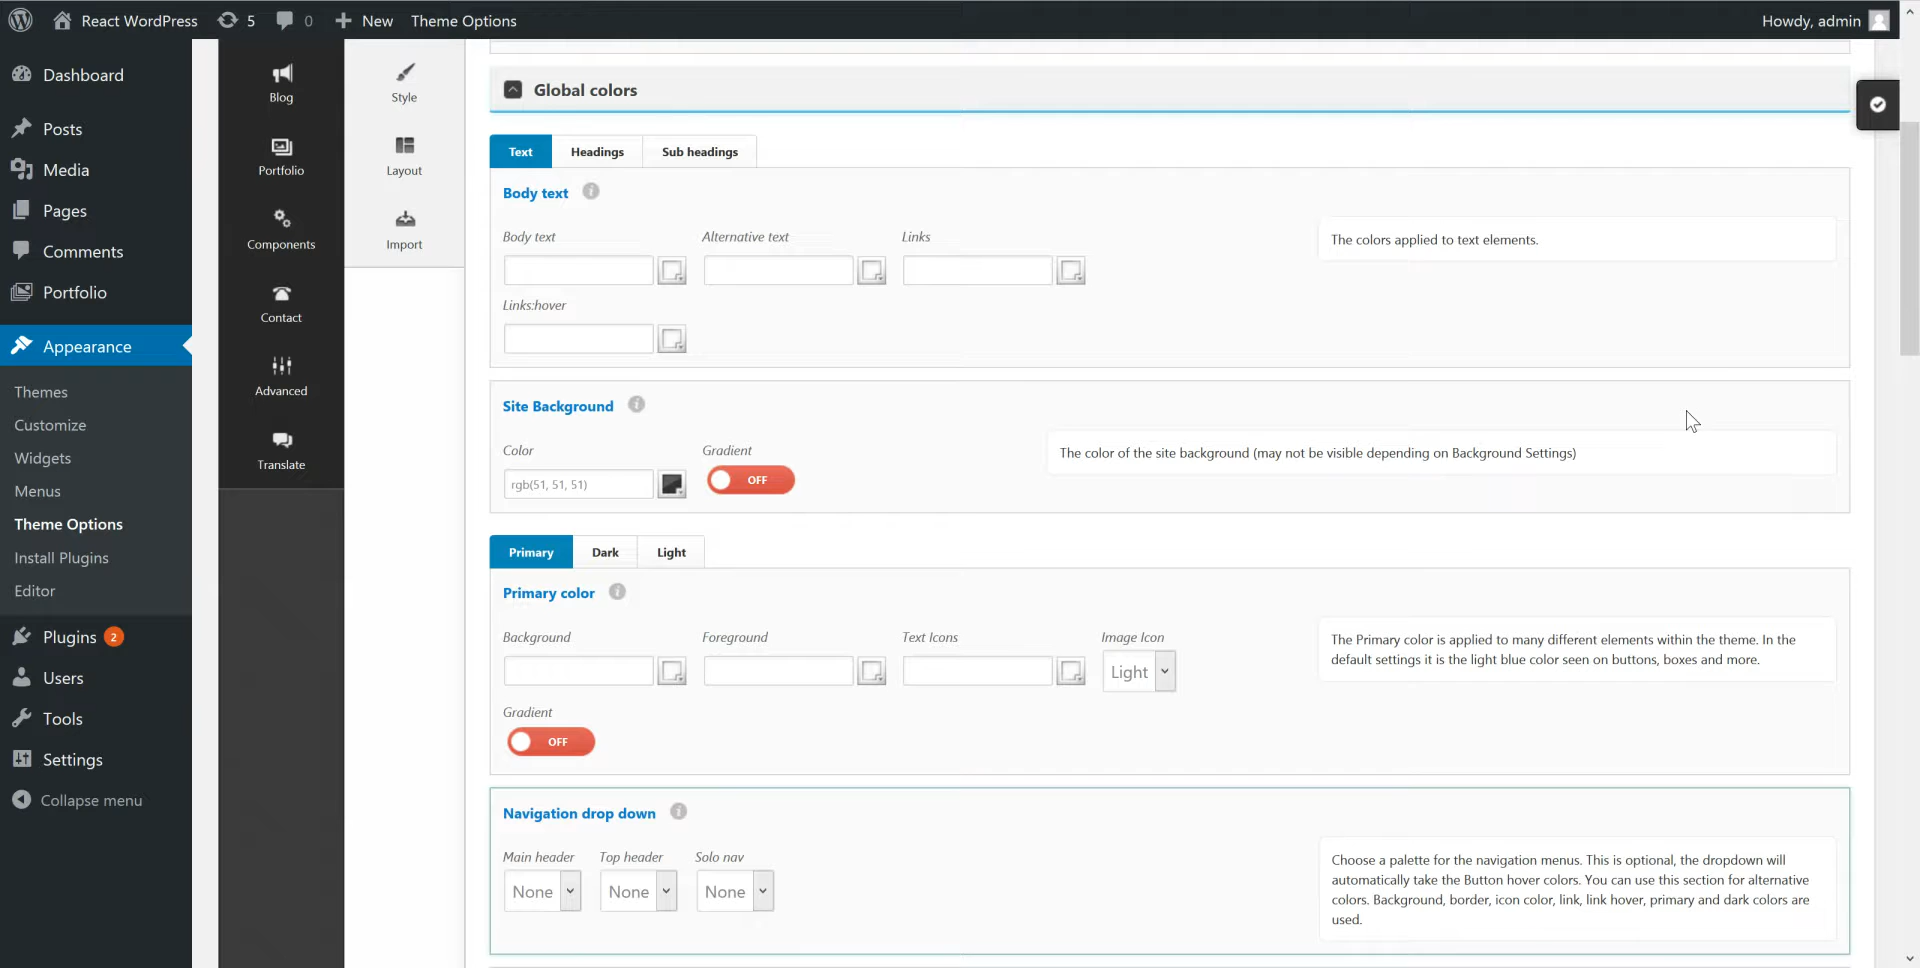 React WordPress 5 0 New Theme Options Howdy, admin
Dashboard
Posts
Media
Pages
Comments
Portfolio
Appearance
Themes
Customize
Widgets
Menus
Theme Options
Install Plugins
Editor
Plugins 2
Users
Tools
Settings
Collapse menu
Blog
Portfolio
Components
Contact
Advanced
Translate
Style
Layout
Import
Global colors
Text Headings Sub headings
Body text
Body text Alternative text Links
The colors applied to text elements.
Links:hover
Site Background
Color Gradient
rgb(51, 51, 51) OFF
The color of the site background (may not be visible depending on Background Settings)
Primary Dark Light
Primary color
Background Foreground Text Icons Image Icon
Light
The Primary color is applied to many different elements within the theme. In the
default settings it is the light blue color seen on buttons, boxes and more.
Gradient
OFF
Navigation drop down
Main header Top header Solo nav
None None None
Choose a palette for the navigation menus. This is optional, the dropdown will
automatically take the Button hover colors. You can use this section for alternative
colors. Background, border, icon color, link, link hover, primary and dark colors are
used.